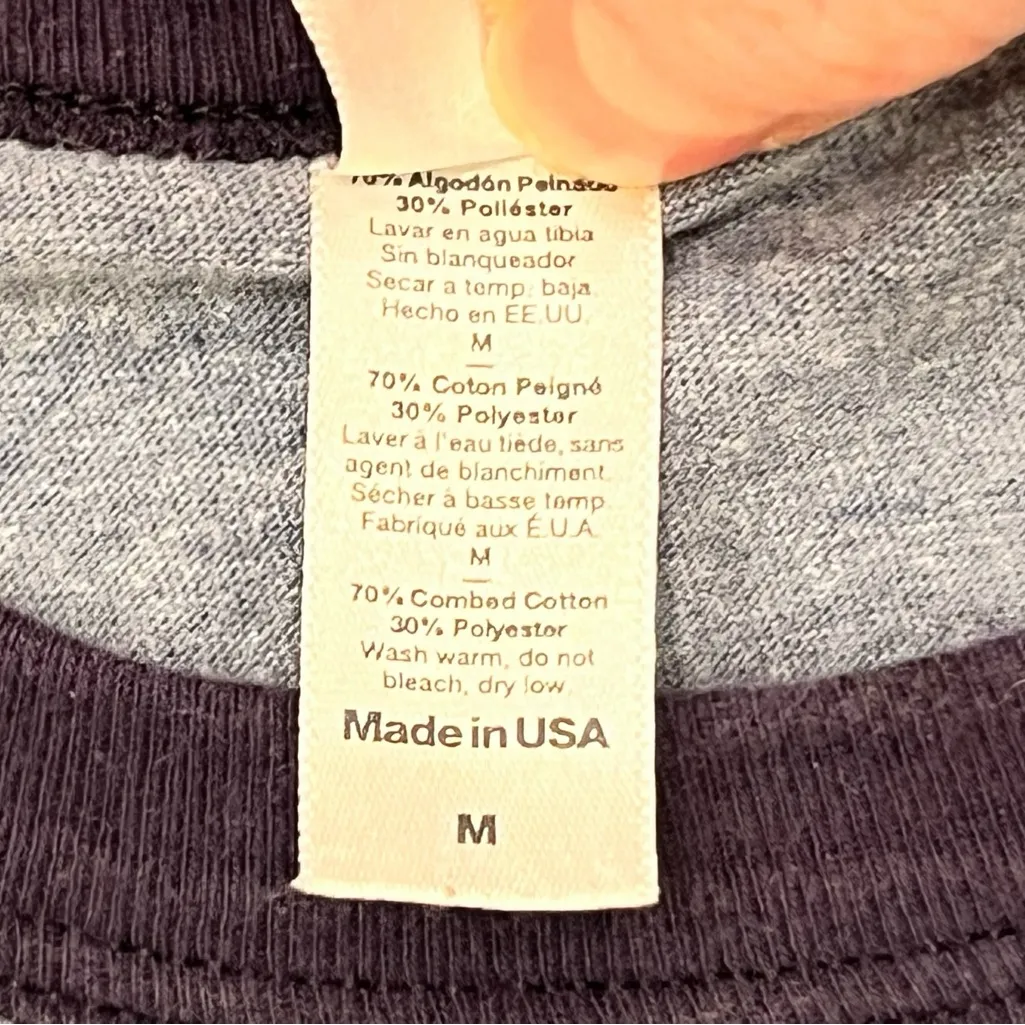 70% Algodón Peinado
30% Poliéster
Lavar en agua tibia
Sin blanqueador
Secar a temp. baja.
Hecho en EE.UU.
M
—
70% Coton Peigné
30% Polyester
Laver à l'eau tiède, sans
agent de blanchiment.
Sécher à basse temp.
Fabriqué aux É.U.A.
M
—
70% Combed Cotton
30% Polyester
Wash warm, do not
bleach, dry low.
Made in USA
M